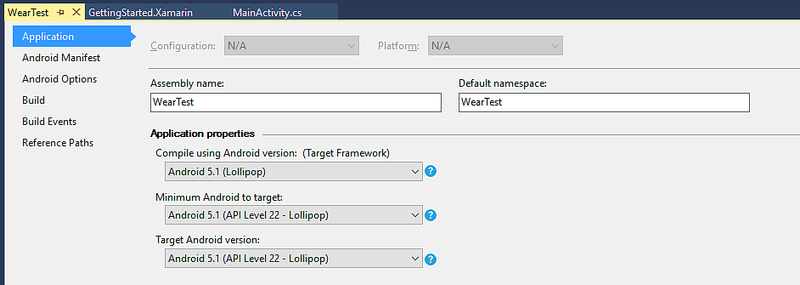 WearTest GettingStarted.Xamarin MainActivity.cs
Application
Android Manifest
Android Options
Build
Build Events
Reference Paths
Configuration: N/A Platform: N/A
Assembly name: Default namespace:
WearTest WearTest
Application properties
Compile using Android version: (Target Framework)
Android 5.1 (Lollipop) ?
Minimum Android to target:
Android 5.1 (API Level 22 - Lollipop) ?
Target Android version:
Android 5.1 (API Level 22 - Lollipop) ?